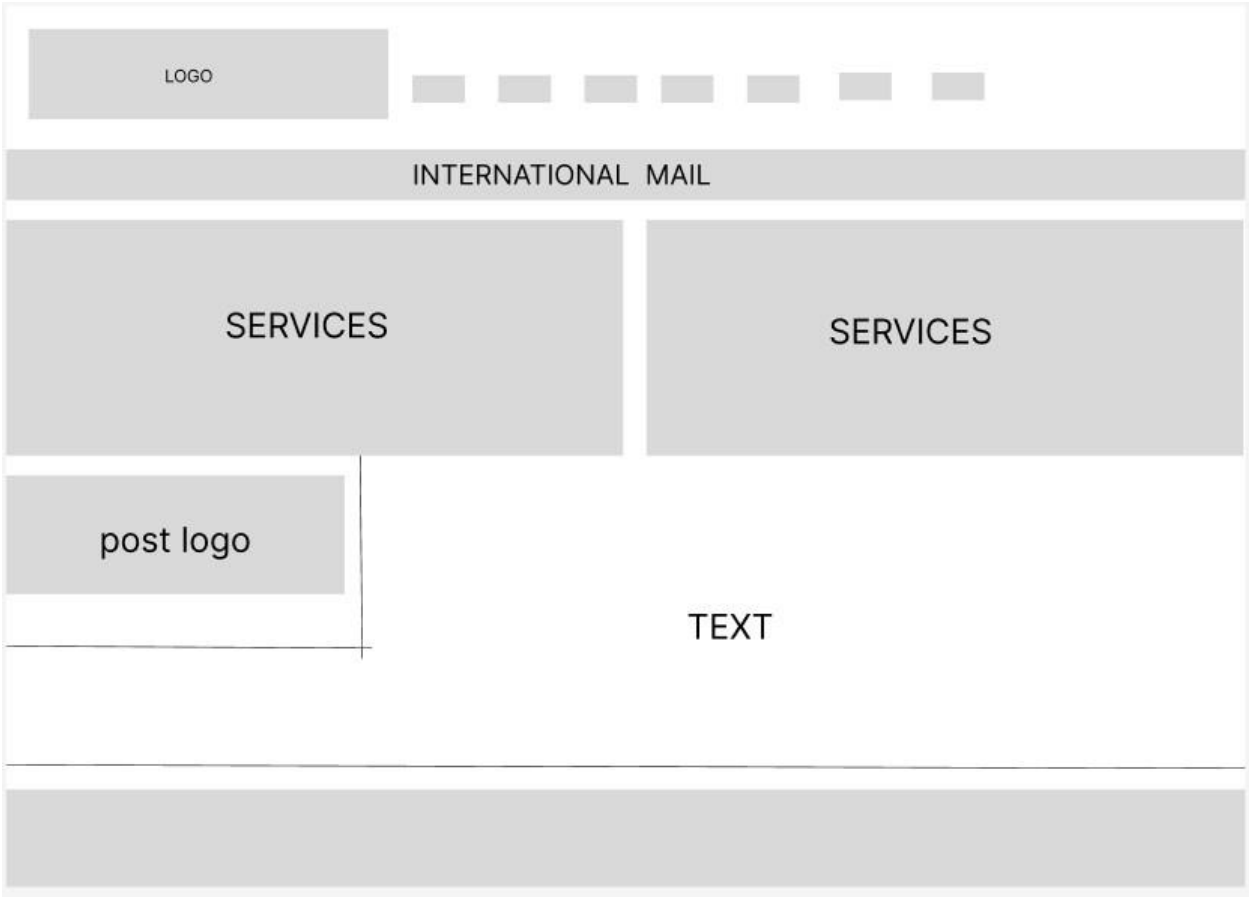 LOGO
INTERNATIONAL MAIL
SERVICES
SERVICES
post logo
TEXT